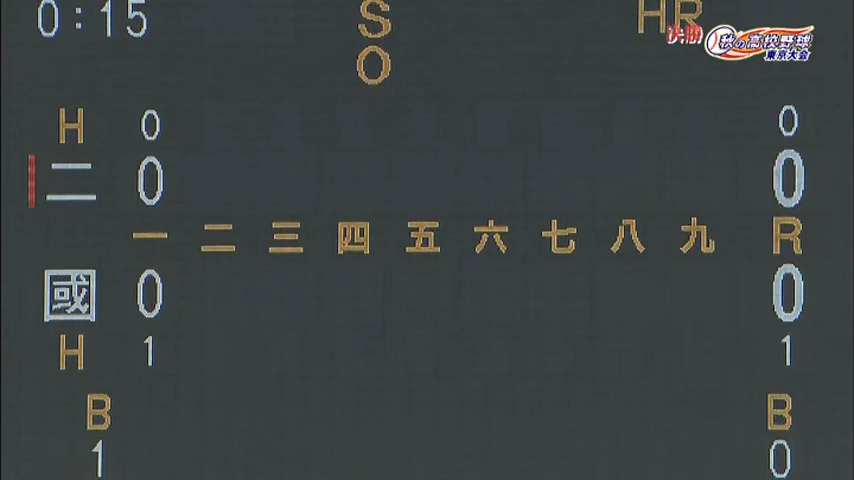 0:15 S HR
決勝 秋の高校野球
東京大会
O
H 0 0
二 0 0
一 二 三 四 五 六 七 八 九 R
國 0 0
H 1 1
B B
1 0